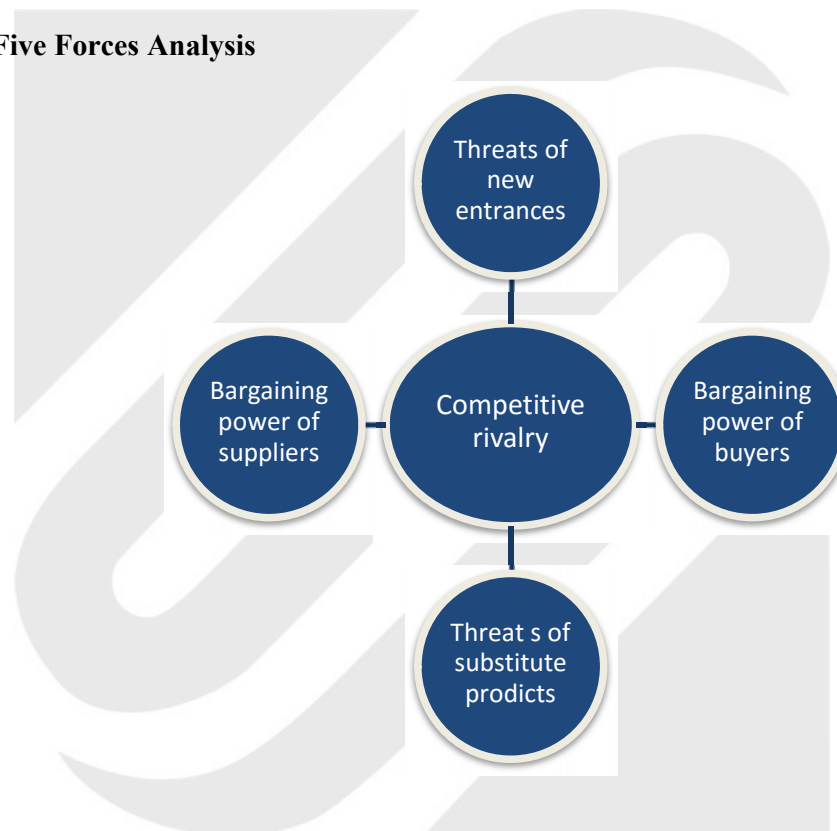 Five Forces Analysis
Threats of
new
entrances
Bargaining
power of
suppliers
Competitive
rivalry
Bargaining
power of
buyers
Threat s of
substitute
prodicts